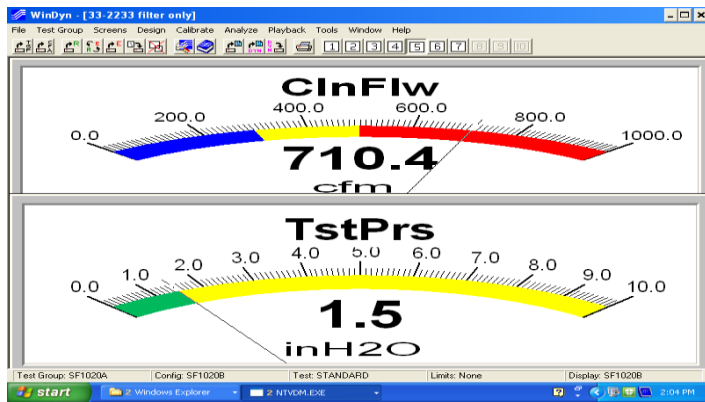 WinDyn - [33-2233 filter only]
File Test Group Screens Design Calibrate Analyze Playback Tools Window Help
1 2 3 4 5 6 7 8 9 10
ClnFlw
0.0 200.0 400.0 600.0 800.0 1000.0
710.4
cfm
TstPrs
0.0 1.0 2.0 3.0 4.0 5.0 6.0 7.0 8.0 9.0 10.0
1.5
inH2O
Test Group: SF1020A Config: SF1020B Test: STANDARD Limits: None Display: SF1020B
start 2 Windows Explorer 2 NTVDM.EXE 2:04 PM